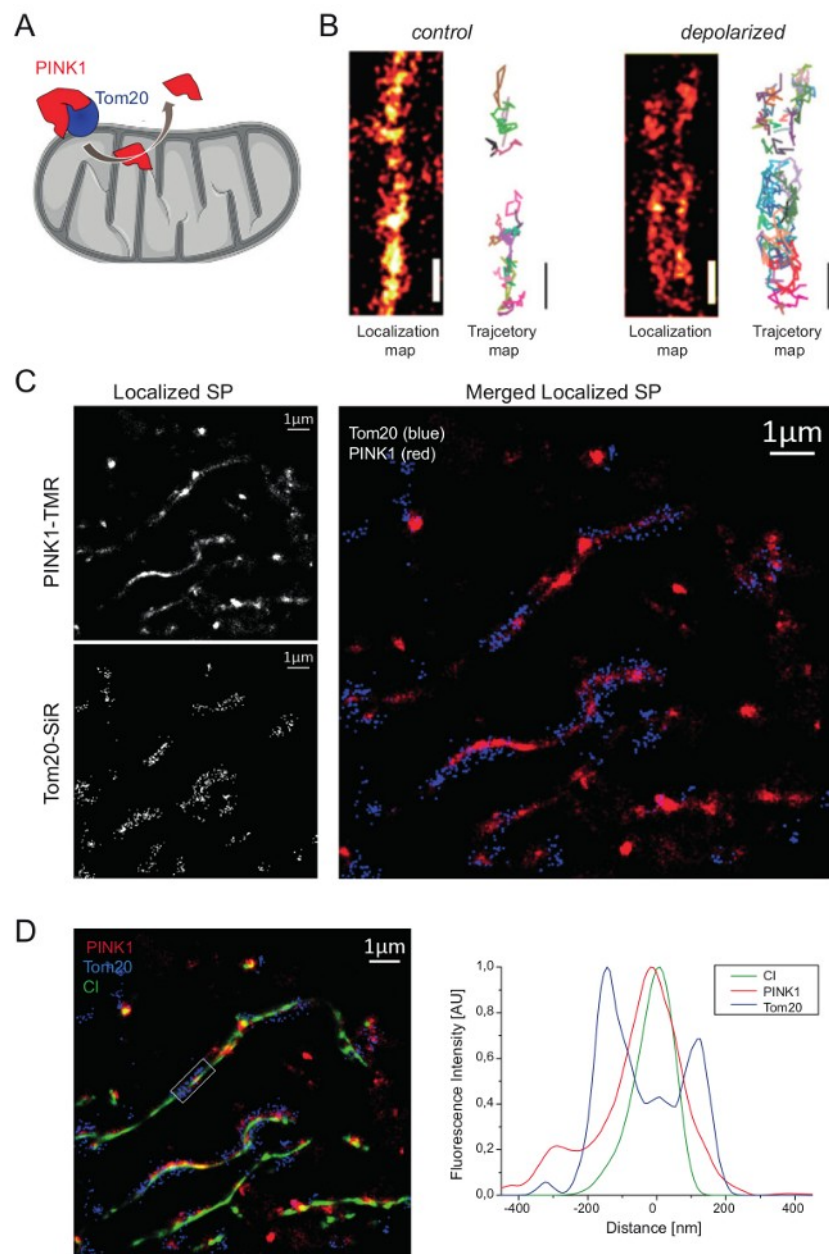 A
PINK1
Tom20
B
control
depolarized
Localization
map
Trajcetory
map
Localization
map
Trajcetory
map
C
Localized SP
Merged Localized SP
PINK1-TMR
1µm
Tom20-SiR
1µm
Tom20 (blue)
PINK1 (red)
1µm
D
PINK1
Tom20
CI
1µm
Fluorescence Intensity [AU]
1,0
0,8
0,6
0,4
0,2
0,0
-400
-200
0
200
400
Distance [nm]
CI
PINK1
Tom20